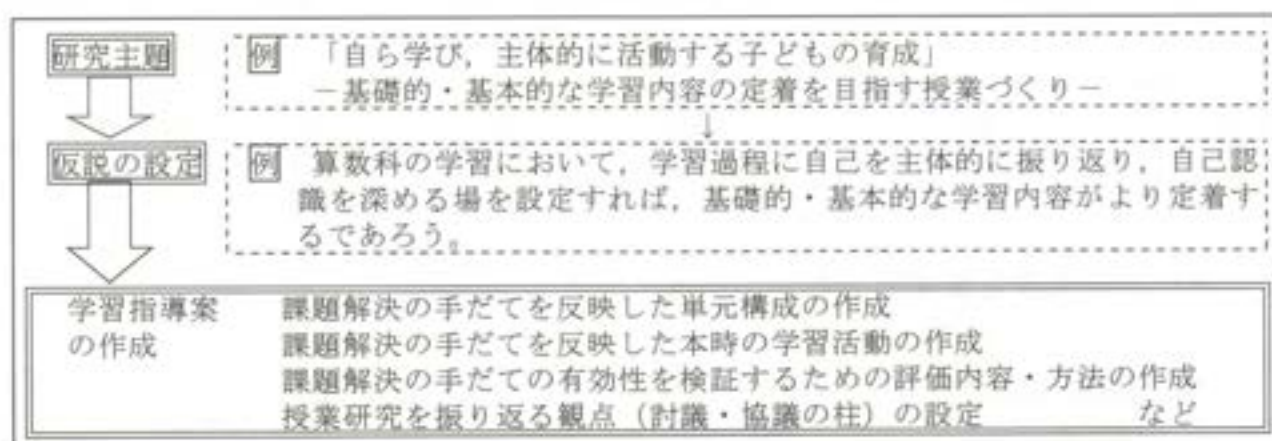 研究主題
例 「自ら学び，主体的に活動する子どもの育成」
－基礎的・基本的な学習内容の定着を目指す授業づくり－
仮説の設定
例 算数科の学習において，学習過程に自己を主体的に振り返り，自己認
識を深める場を設定すれば，基礎的・基本的な学習内容がより定着す
るであろう。
学習指導案 課題解決の手だてを反映した単元構成の作成
の作成 課題解決の手だてを反映した本時の学習活動の作成
課題解決の手だての有効性を検証するための評価内容・方法の作成
授業研究を振り返る観点（討議・協議の柱）の設定 など